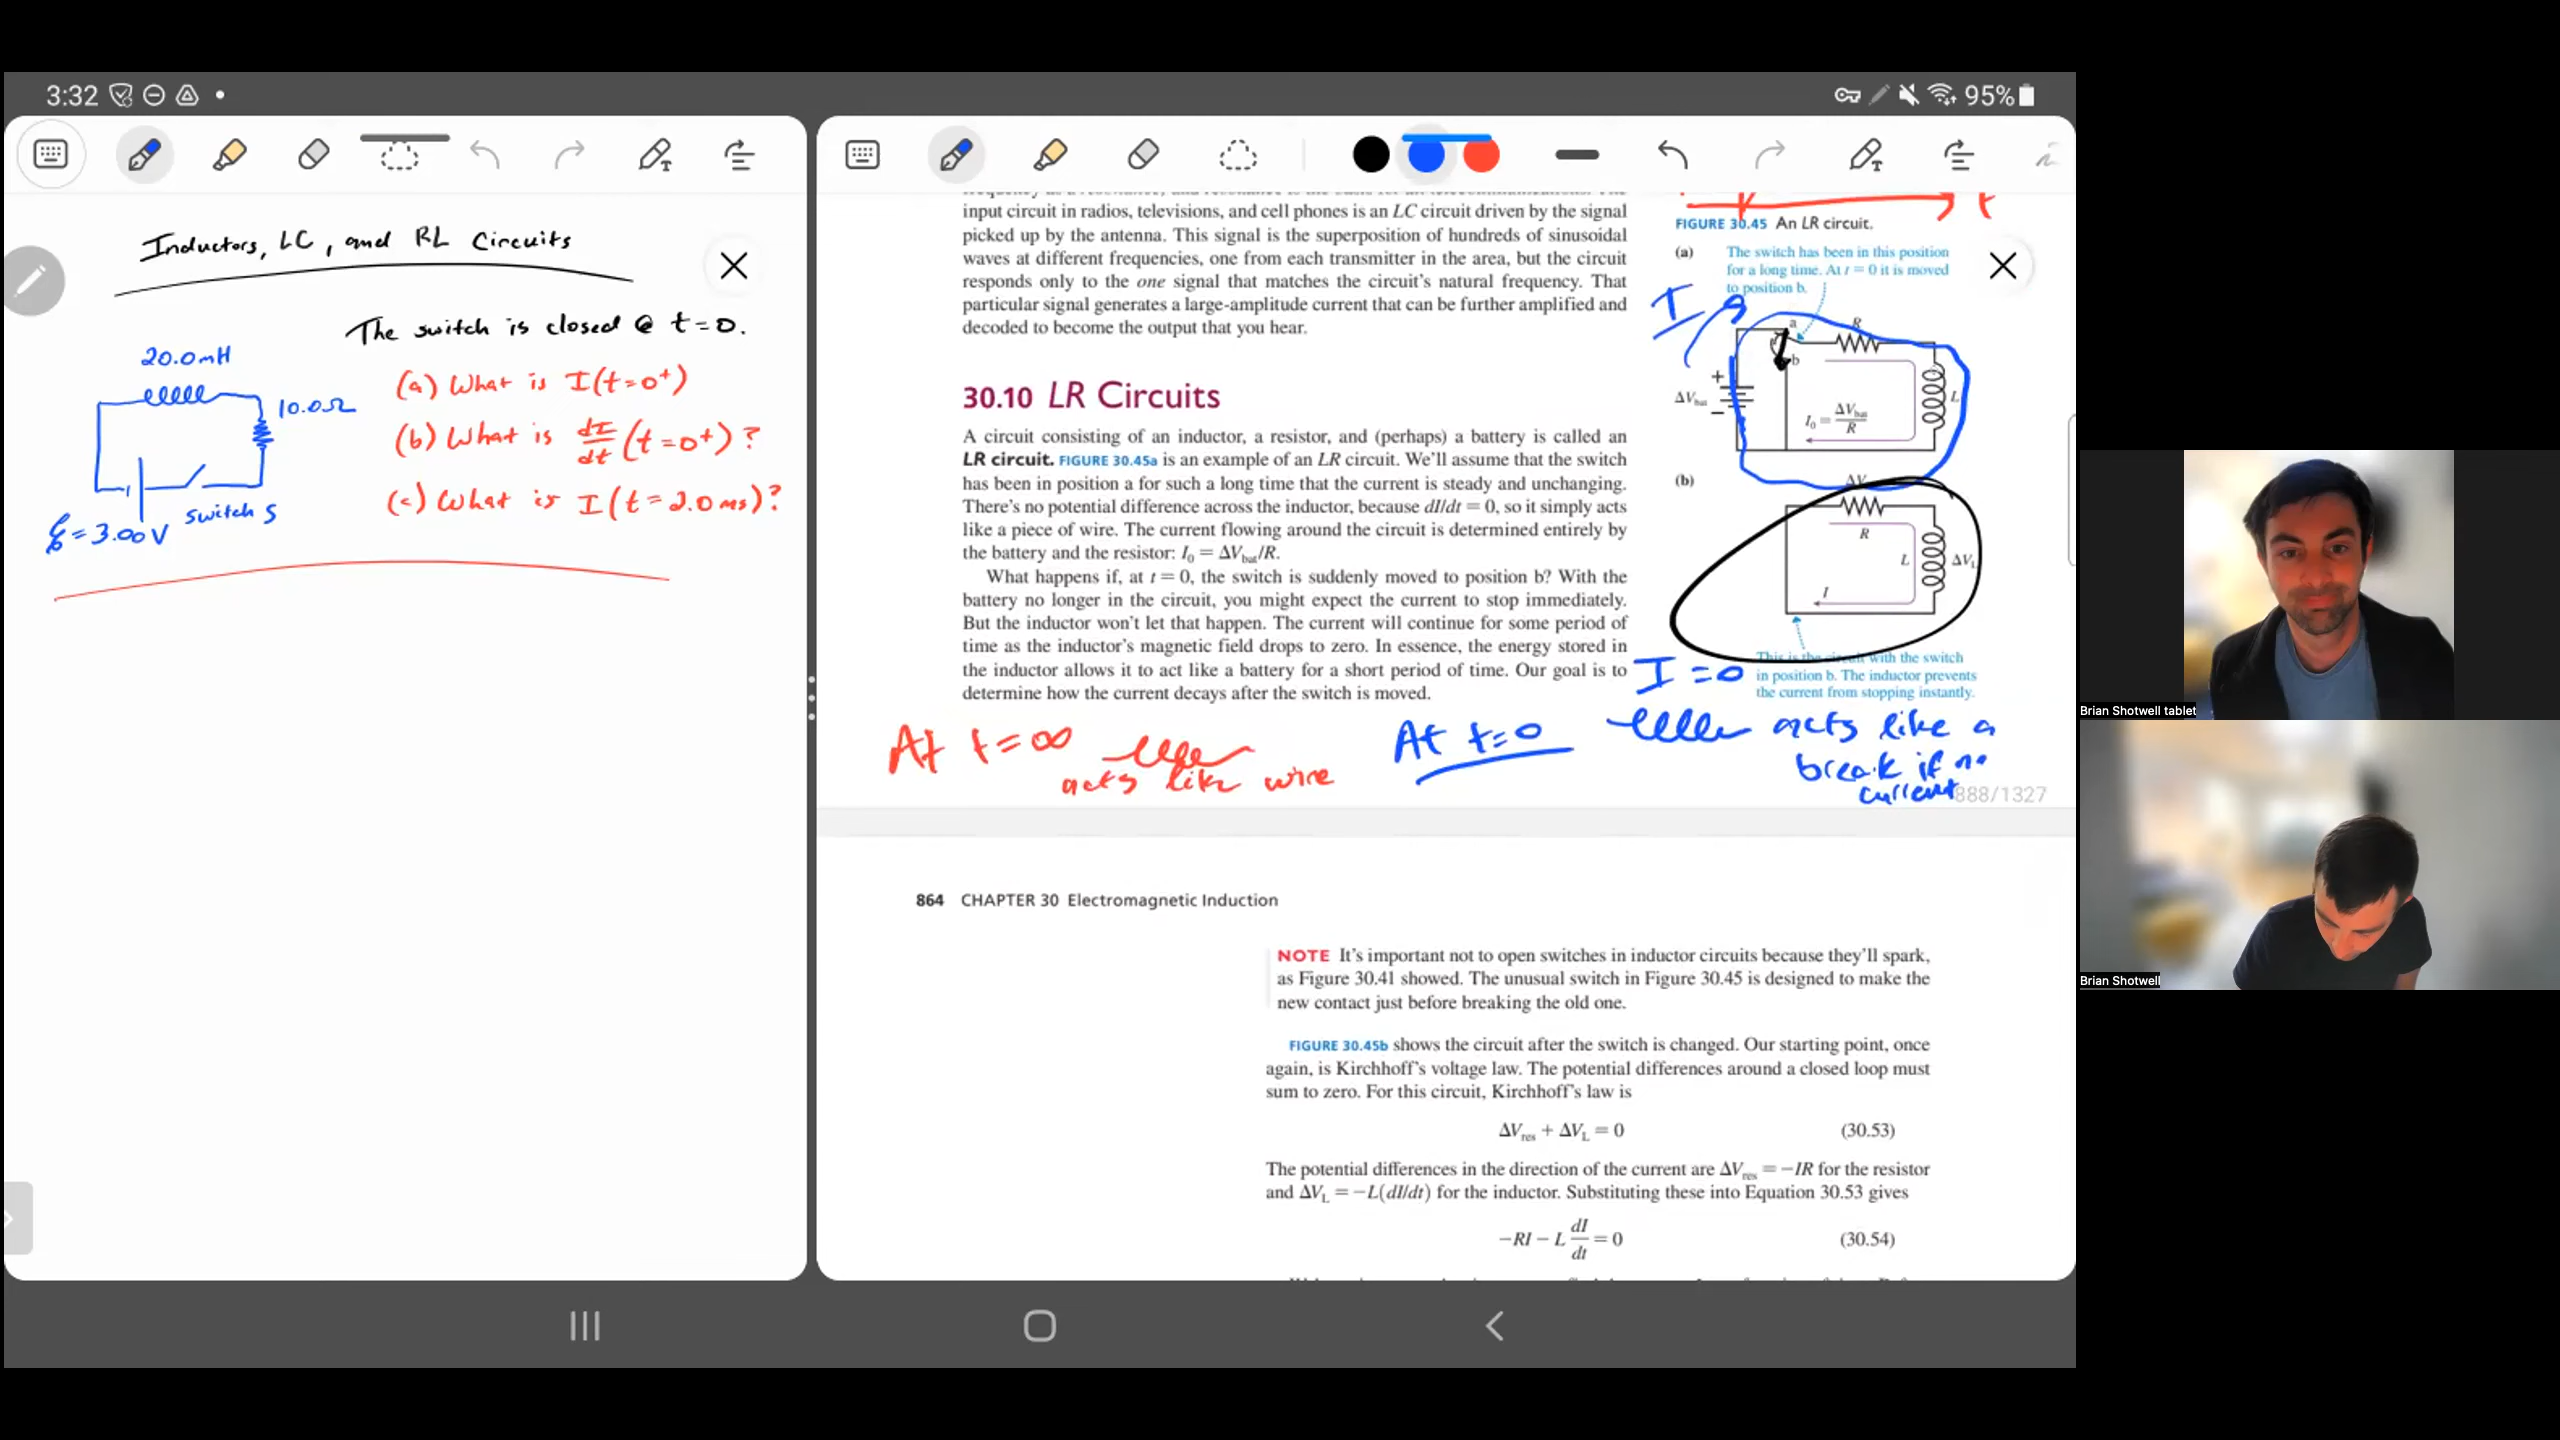 3:32
95%
Inductors, LC, and RL Circuits
The switch is closed @ t=0.
20.0mH
10.0Ω
(a) What is I(t=0⁺)
(b) What is dI/dt (t=0⁺)?
(c) What is I(t=2.0ms)?
Switch S
ℰ=3.00V
input circuit in radios, televisions, and cell phones is an LC circuit driven by the signal
picked up by the antenna. This signal is the superposition of hundreds of sinusoidal
waves at different frequencies, one from each transmitter in the area, but the circuit
responds only to the one signal that matches the circuit's natural frequency. That
particular signal generates a large-amplitude current that can be further amplified and
decoded to become the output that you hear.
30.10 LR Circuits
A circuit consisting of an inductor, a resistor, and (perhaps) a battery is called an
LR circuit. FIGURE 30.45a is an example of an LR circuit. We'll assume that the switch
has been in position a for such a long time that the current is steady and unchanging.
There's no potential difference across the inductor, because dI/dt = 0, so it simply acts
like a piece of wire. The current flowing around the circuit is determined entirely by
the battery and the resistor: I₀ = ΔV_bat/R.
What happens if, at t = 0, the switch is suddenly moved to position b? With the
battery no longer in the circuit, you might expect the current to stop immediately.
But the inductor won't let that happen. The current will continue for some period of
time as the inductor's magnetic field drops to zero. In essence, the energy stored in
the inductor allows it to act like a battery for a short period of time. Our goal is to
determine how the current decays after the switch is moved.
t
FIGURE 30.45 An LR circuit.
(a) The switch has been in this position
for a long time. At t = 0 it is moved
to position b.
I
a
R
b
+
ΔV_bat
−
I₀ = ΔV_bat/R
L
(b)
R
L
ΔV_L
I
This is the circuit with the switch
in position b. The inductor prevents
the current from stopping instantly.
I=0
At t=∞
acts like wire
At t=0
acts like a
break if no
current
888/1327
864 CHAPTER 30 Electromagnetic Induction
NOTE It's important not to open switches in inductor circuits because they'll spark,
as Figure 30.41 showed. The unusual switch in Figure 30.45 is designed to make the
new contact just before breaking the old one.
FIGURE 30.45b shows the circuit after the switch is changed. Our starting point, once
again, is Kirchhoff's voltage law. The potential differences around a closed loop must
sum to zero. For this circuit, Kirchhoff's law is
ΔV_res + ΔV_L = 0 (30.53)
The potential differences in the direction of the current are ΔV_res = −IR for the resistor
and ΔV_L = −L(dI/dt) for the inductor. Substituting these into Equation 30.53 gives
−RI − L dI/dt = 0 (30.54)
Brian Shotwell tablet
Brian Shotwell